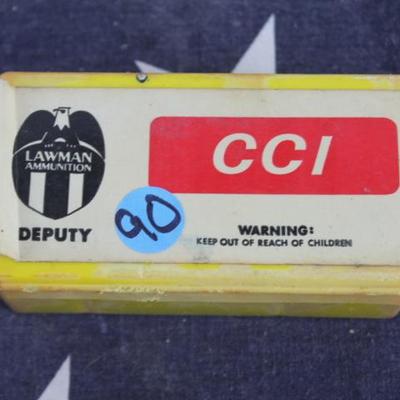 LAWMAN
AMMUNITION
DEPUTY
90
CCI
WARNING:
KEEP OUT OF REACH OF CHILDREN